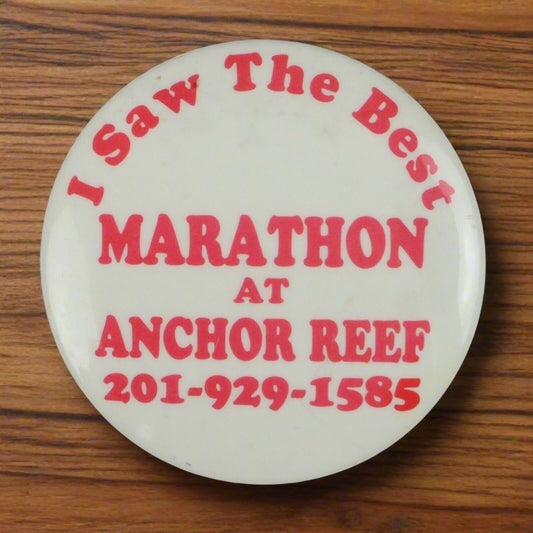 I Saw The Best
MARATHON
AT
ANCHOR REEF
201-929-1585